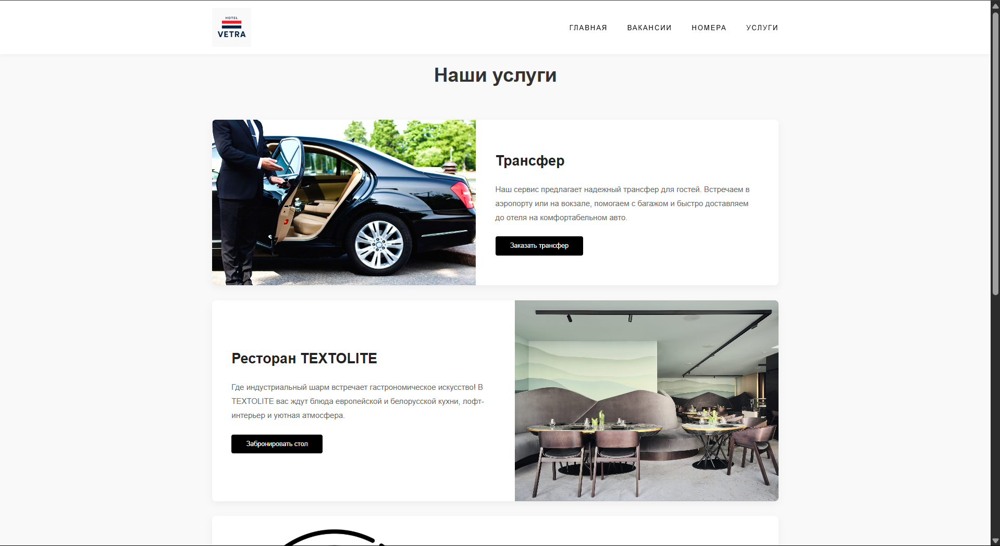 HOTEL
VETRA
ГЛАВНАЯ
ВАКАНСИИ
НОМЕРА
УСЛУГИ
Наши услуги
Трансфер
Наш сервис предлагает надежный трансфер для гостей. Встречаем в
аэропорту или на вокзале, помогаем с багажом и быстро доставляем
до отеля на комфортабельном авто.
Заказать трансфер
Ресторан TEXTOLITE
Где индустриальный шарм встречает гастрономическое искусство! В
TEXTOLITE вас ждут блюда европейской и белорусской кухни, лофт-
интерьер и уютная атмосфера.
Забронировать стол